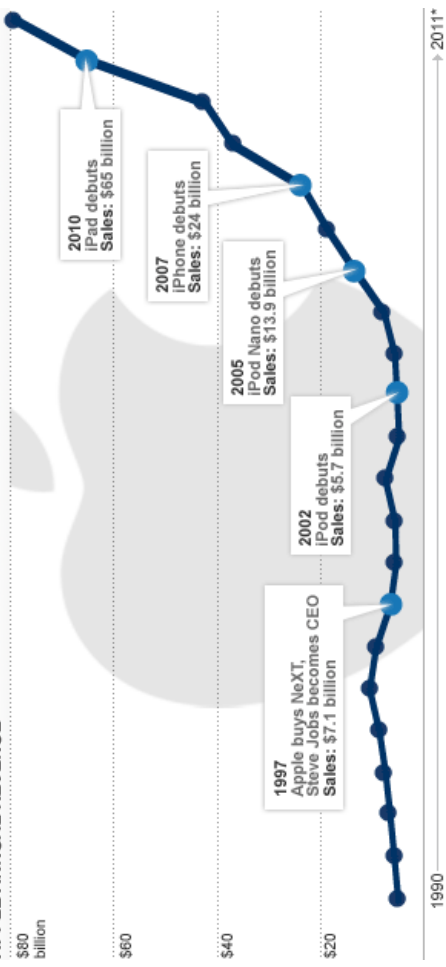 $80
billion
2010
iPad debuts
Sales: $65 billion
$60
2007
iPhone debuts
Sales: $24 billion
$40
2005
iPod Nano debuts
Sales: $13.9 billion
2002
iPod debuts
Sales: $5.7 billion
$20
1997
Apple buys NeXT,
Steve Jobs becomes CEO
Sales: $7.1 billion
1990
2011*